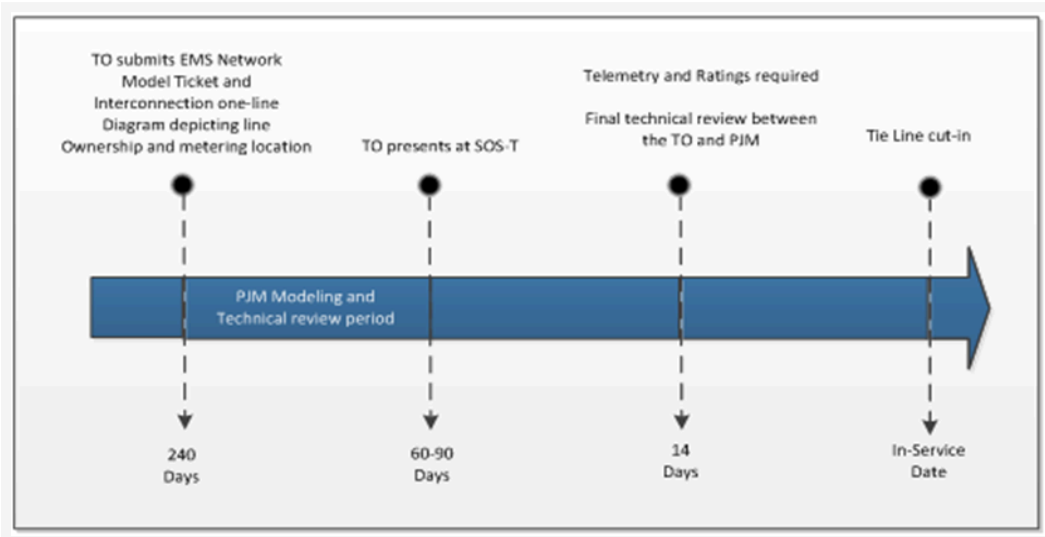 TO submits EMS Network
Model Ticket and
Interconnection one-line
Diagram depicting line
Ownership and metering location
TO presents at SOS-T
Telemetry and Ratings required
Final technical review between
the TO and PJM
Tie Line cut-in
PJM Modeling and
Technical review period
240
Days
60-90
Days
14
Days
In-Service
Date